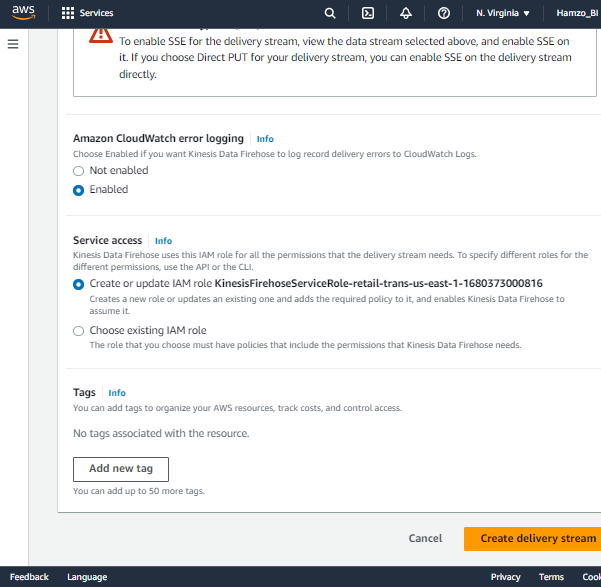 aws
Services
N. Virginia
Hamzo_BI
To enable SSE for the delivery stream, view the data stream selected above, and enable SSE on
it. If you choose Direct PUT for your delivery stream, you can enable SSE on the delivery stream
directly.
Amazon CloudWatch error logging Info
Choose Enabled if you want Kinesis Data Firehose to log record delivery errors to CloudWatch Logs.
Not enabled
Enabled
Service access Info
Kinesis Data Firehose uses this IAM role for all the permissions that the delivery stream needs. To specify different roles for the
different permissions, use the API or the CLI.
Create or update IAM role KinesisFirehoseServiceRole-retail-trans-us-east-1-1680373000816
Creates a new role or updates an existing one and adds the required policy to it, and enables Kinesis Data Firehose to
assume it.
Choose existing IAM role
The role that you choose must have policies that include the permissions that Kinesis Data Firehose needs.
Tags Info
You can add tags to organize your AWS resources, track costs, and control access.
No tags associated with the resource.
Add new tag
You can add up to 50 more tags.
Cancel
Create delivery stream
Feedback
Language
Privacy
Terms
Cook